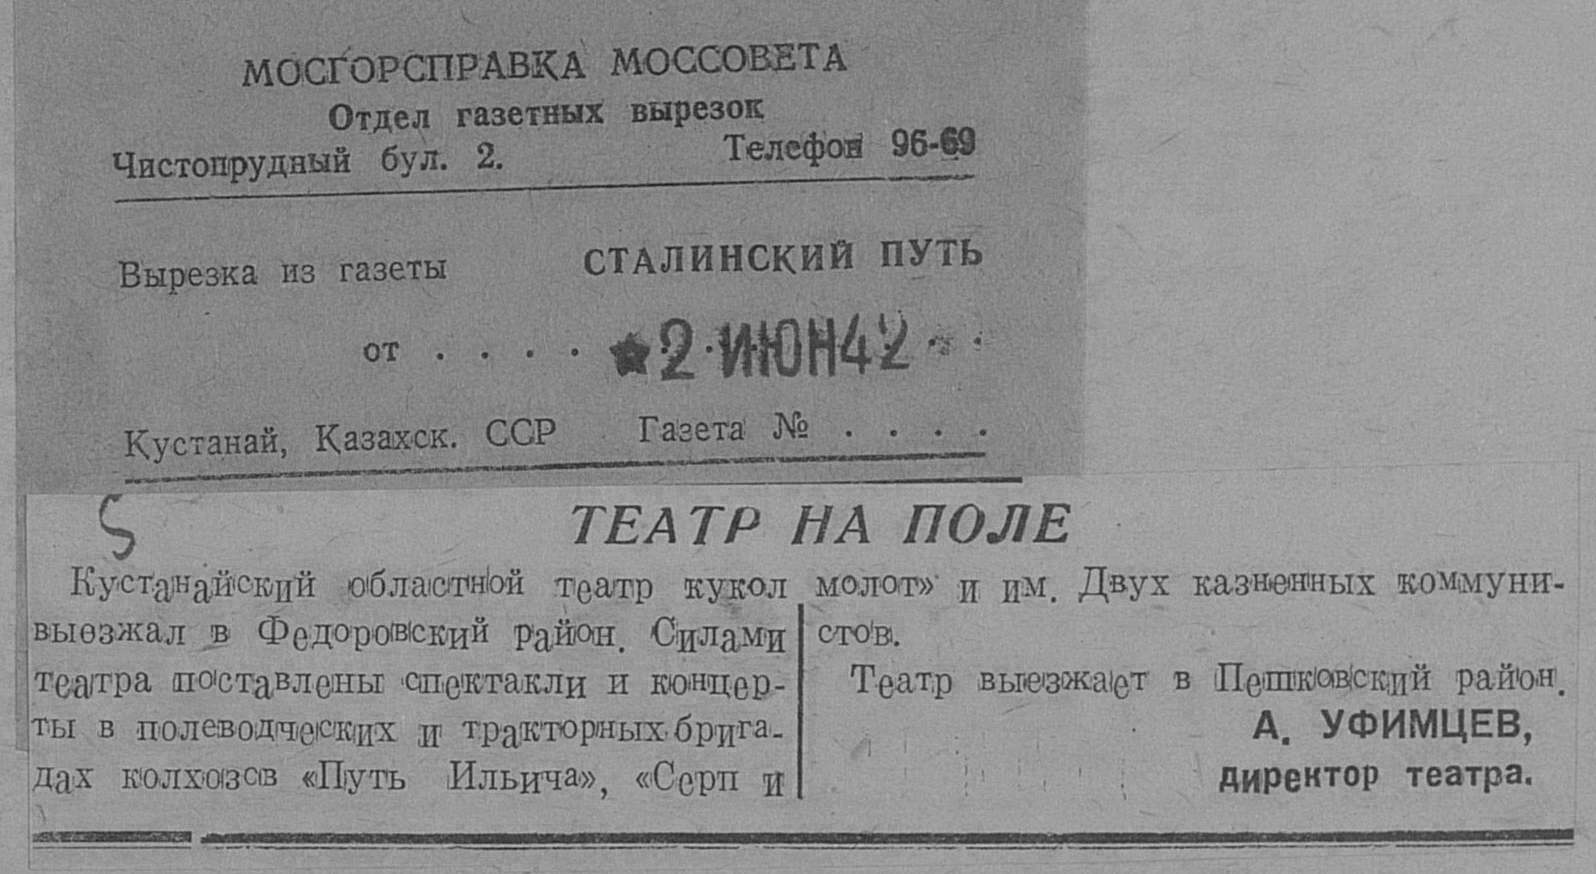 МОСГОРСПРАВКА МОССОВЕТА
Отдел газетных вырезок
Чистопрудный бул. 2. Телефон 96-69
Вырезка из газеты СТАЛИНСКИЙ ПУТЬ
от . . . . ★2 ИЮН 42 . .
Кустанай, Казахск. ССР Газета № . . . .
5
ТЕАТР НА ПОЛЕ
Кустанайский областной театр кукол
выезжал в Федоровский район. Силами
театра поставлены спектакли и концер-
ты в полеводческих и тракторных брига-
дах колхозов «Путь Ильича», «Серп и
молот» и им. Двух казненных коммуни-
стов.
Театр выезжает в Пешковский район.
А. УФИМЦЕВ,
директор театра.